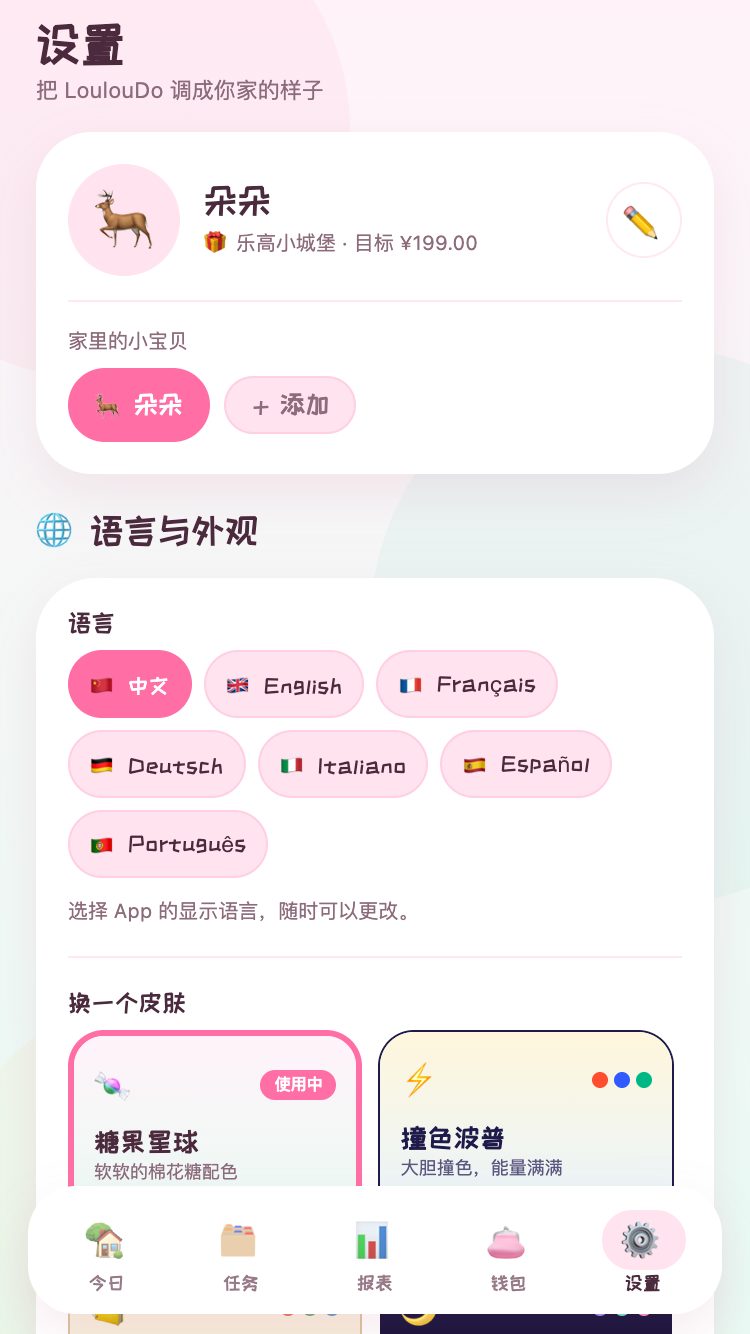 设置
把 LoulouDo 调成你家的样子
朵朵
乐高小城堡 · 目标 ¥199.00
家里的小宝贝
朵朵
+ 添加
语言与外观
语言
中文
English
Français
Deutsch
Italiano
Español
Português
选择 App 的显示语言，随时可以更改。
换一个皮肤
使用中
糖果星球
软软的棉花糖配色
撞色波普
大胆撞色，能量满满
今日
任务
报表
钱包
设置